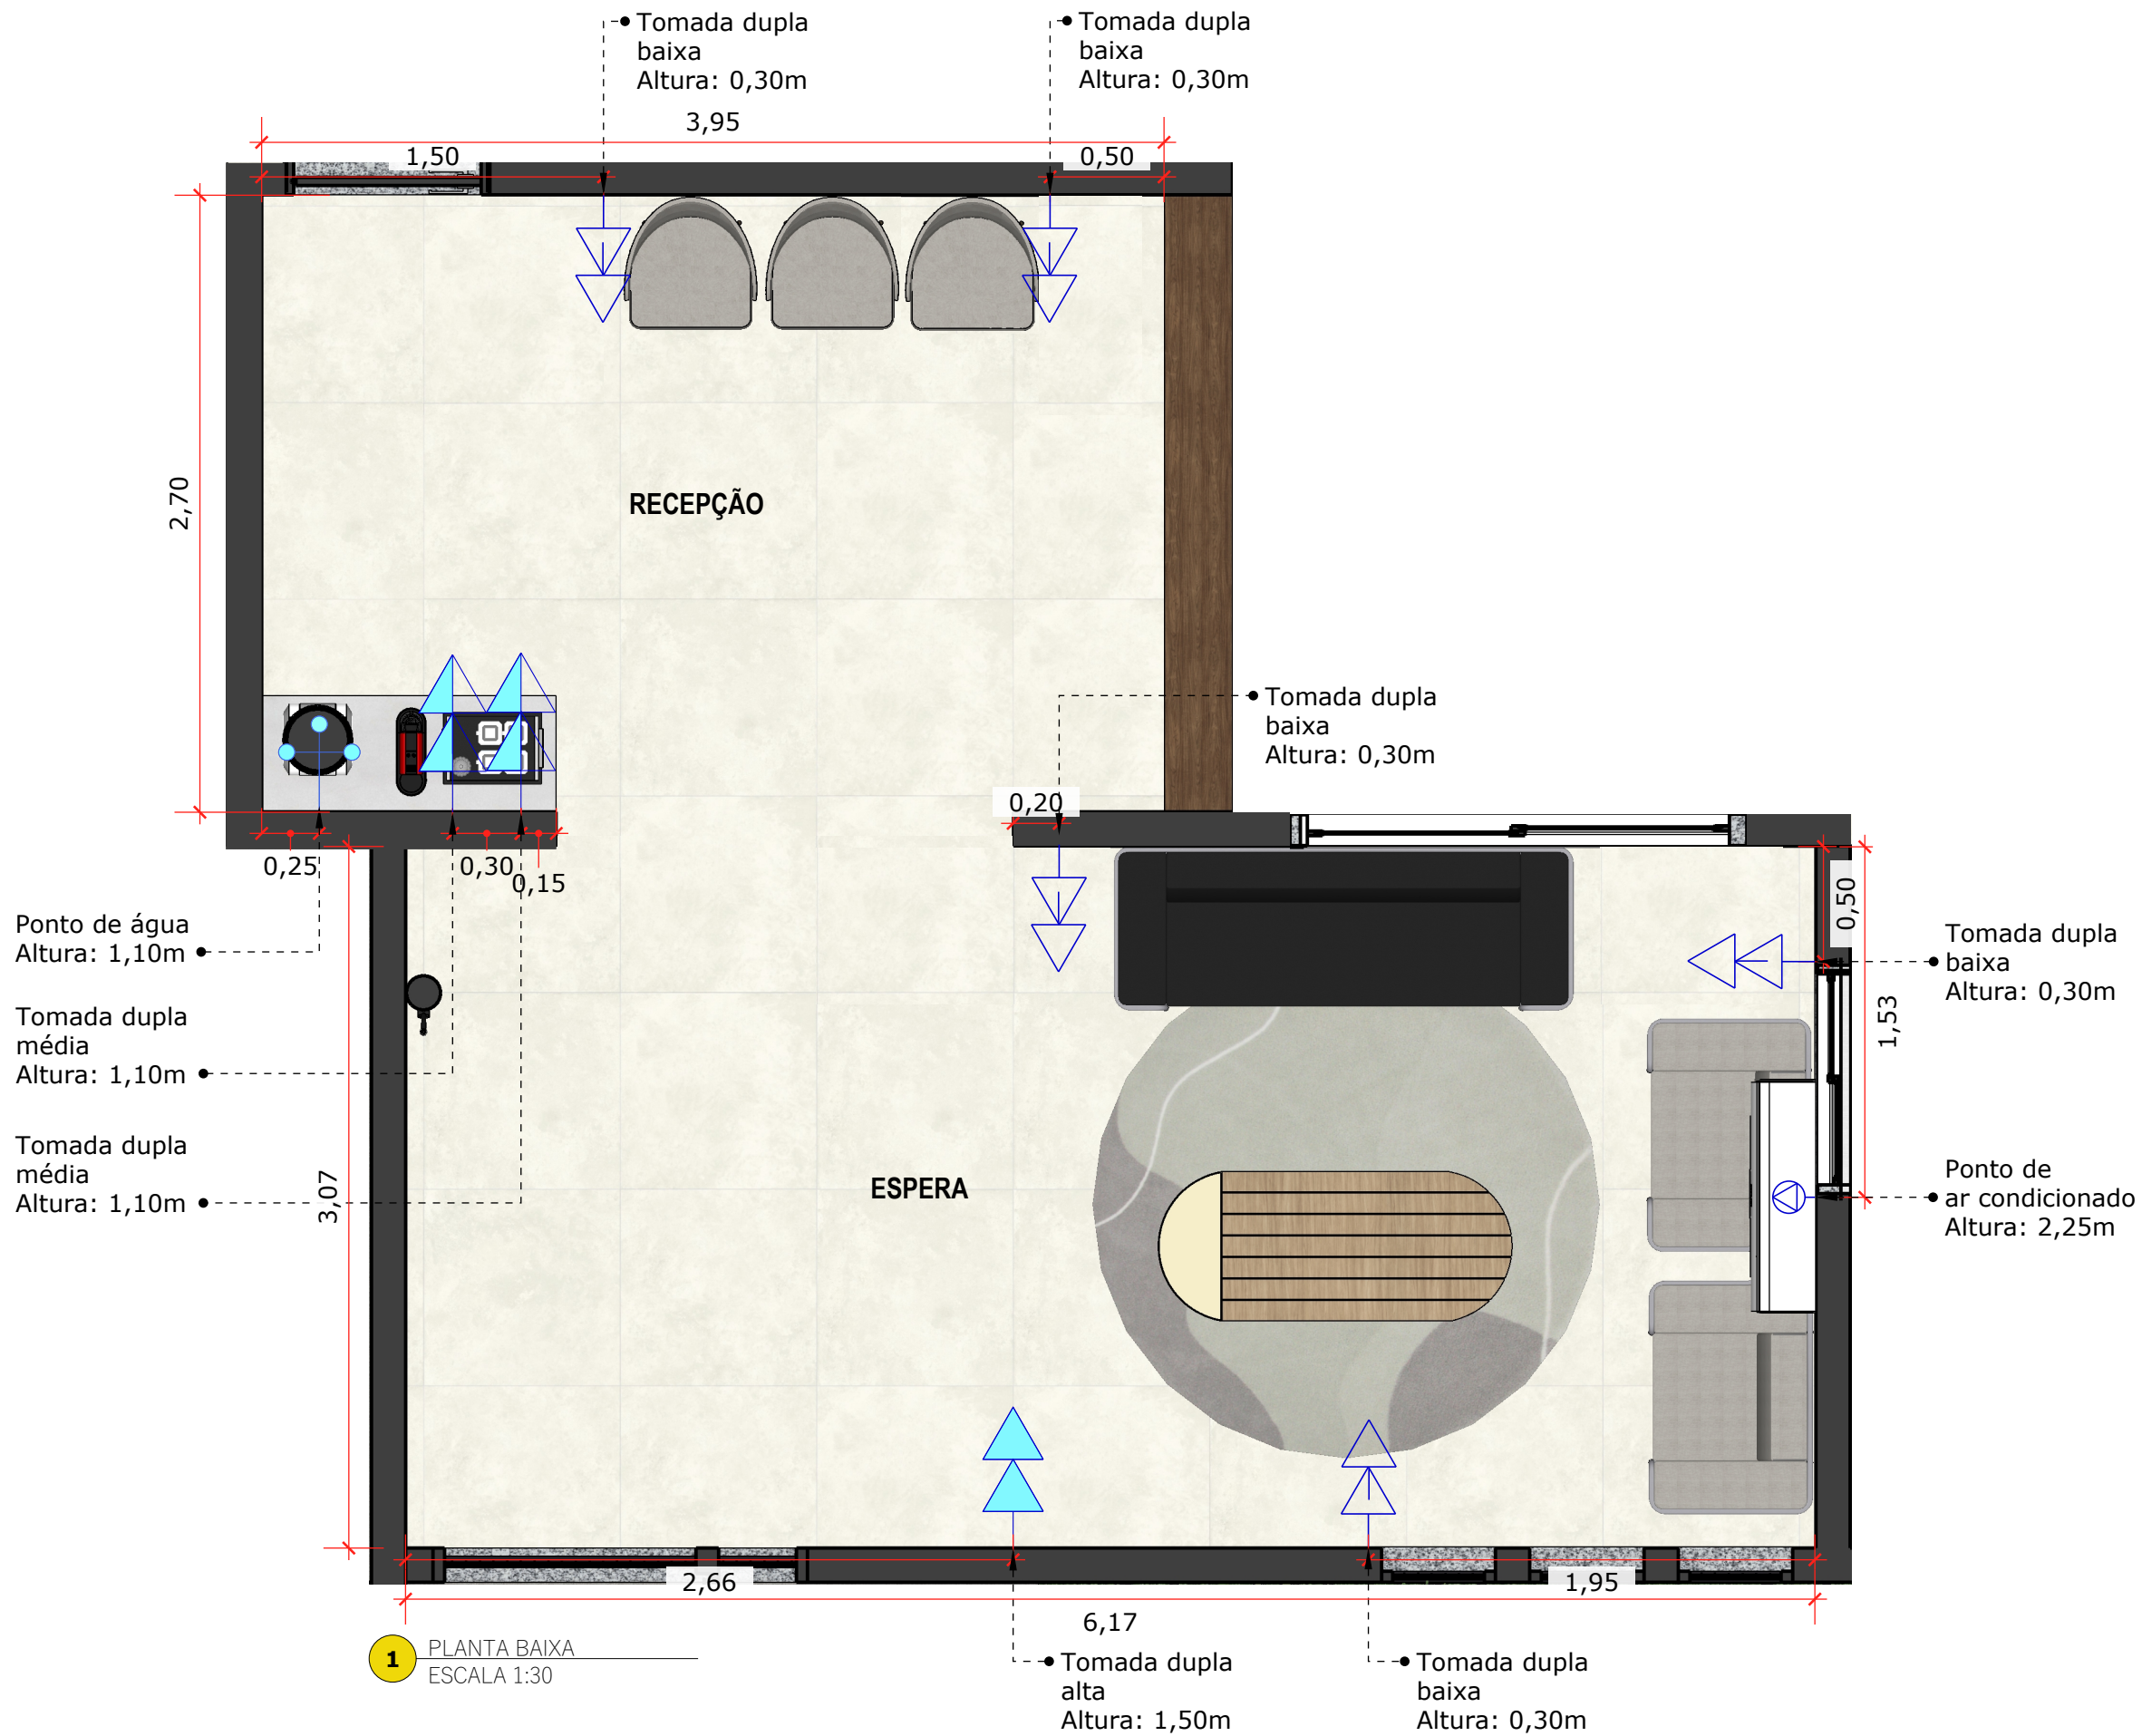 Tomada dupla
baixa
Altura: 0,30m
Tomada dupla
baixa
Altura: 0,30m
3,95
1,50
0,50
2,70
RECEPÇÃO
Tomada dupla
baixa
Altura: 0,30m
0,20
0,25
0,30
0,15
0,50
Ponto de água
Altura: 1,10m
Tomada dupla
baixa
Altura: 0,30m
Tomada dupla
média
Altura: 1,10m
1,53
Tomada dupla
média
Altura: 1,10m
3,07
ESPERA
Ponto de
ar condicionado
Altura: 2,25m
2,66
1,95
6,17
1
PLANTA BAIXA
ESCALA 1:30
Tomada dupla
alta
Altura: 1,50m
Tomada dupla
baixa
Altura: 0,30m